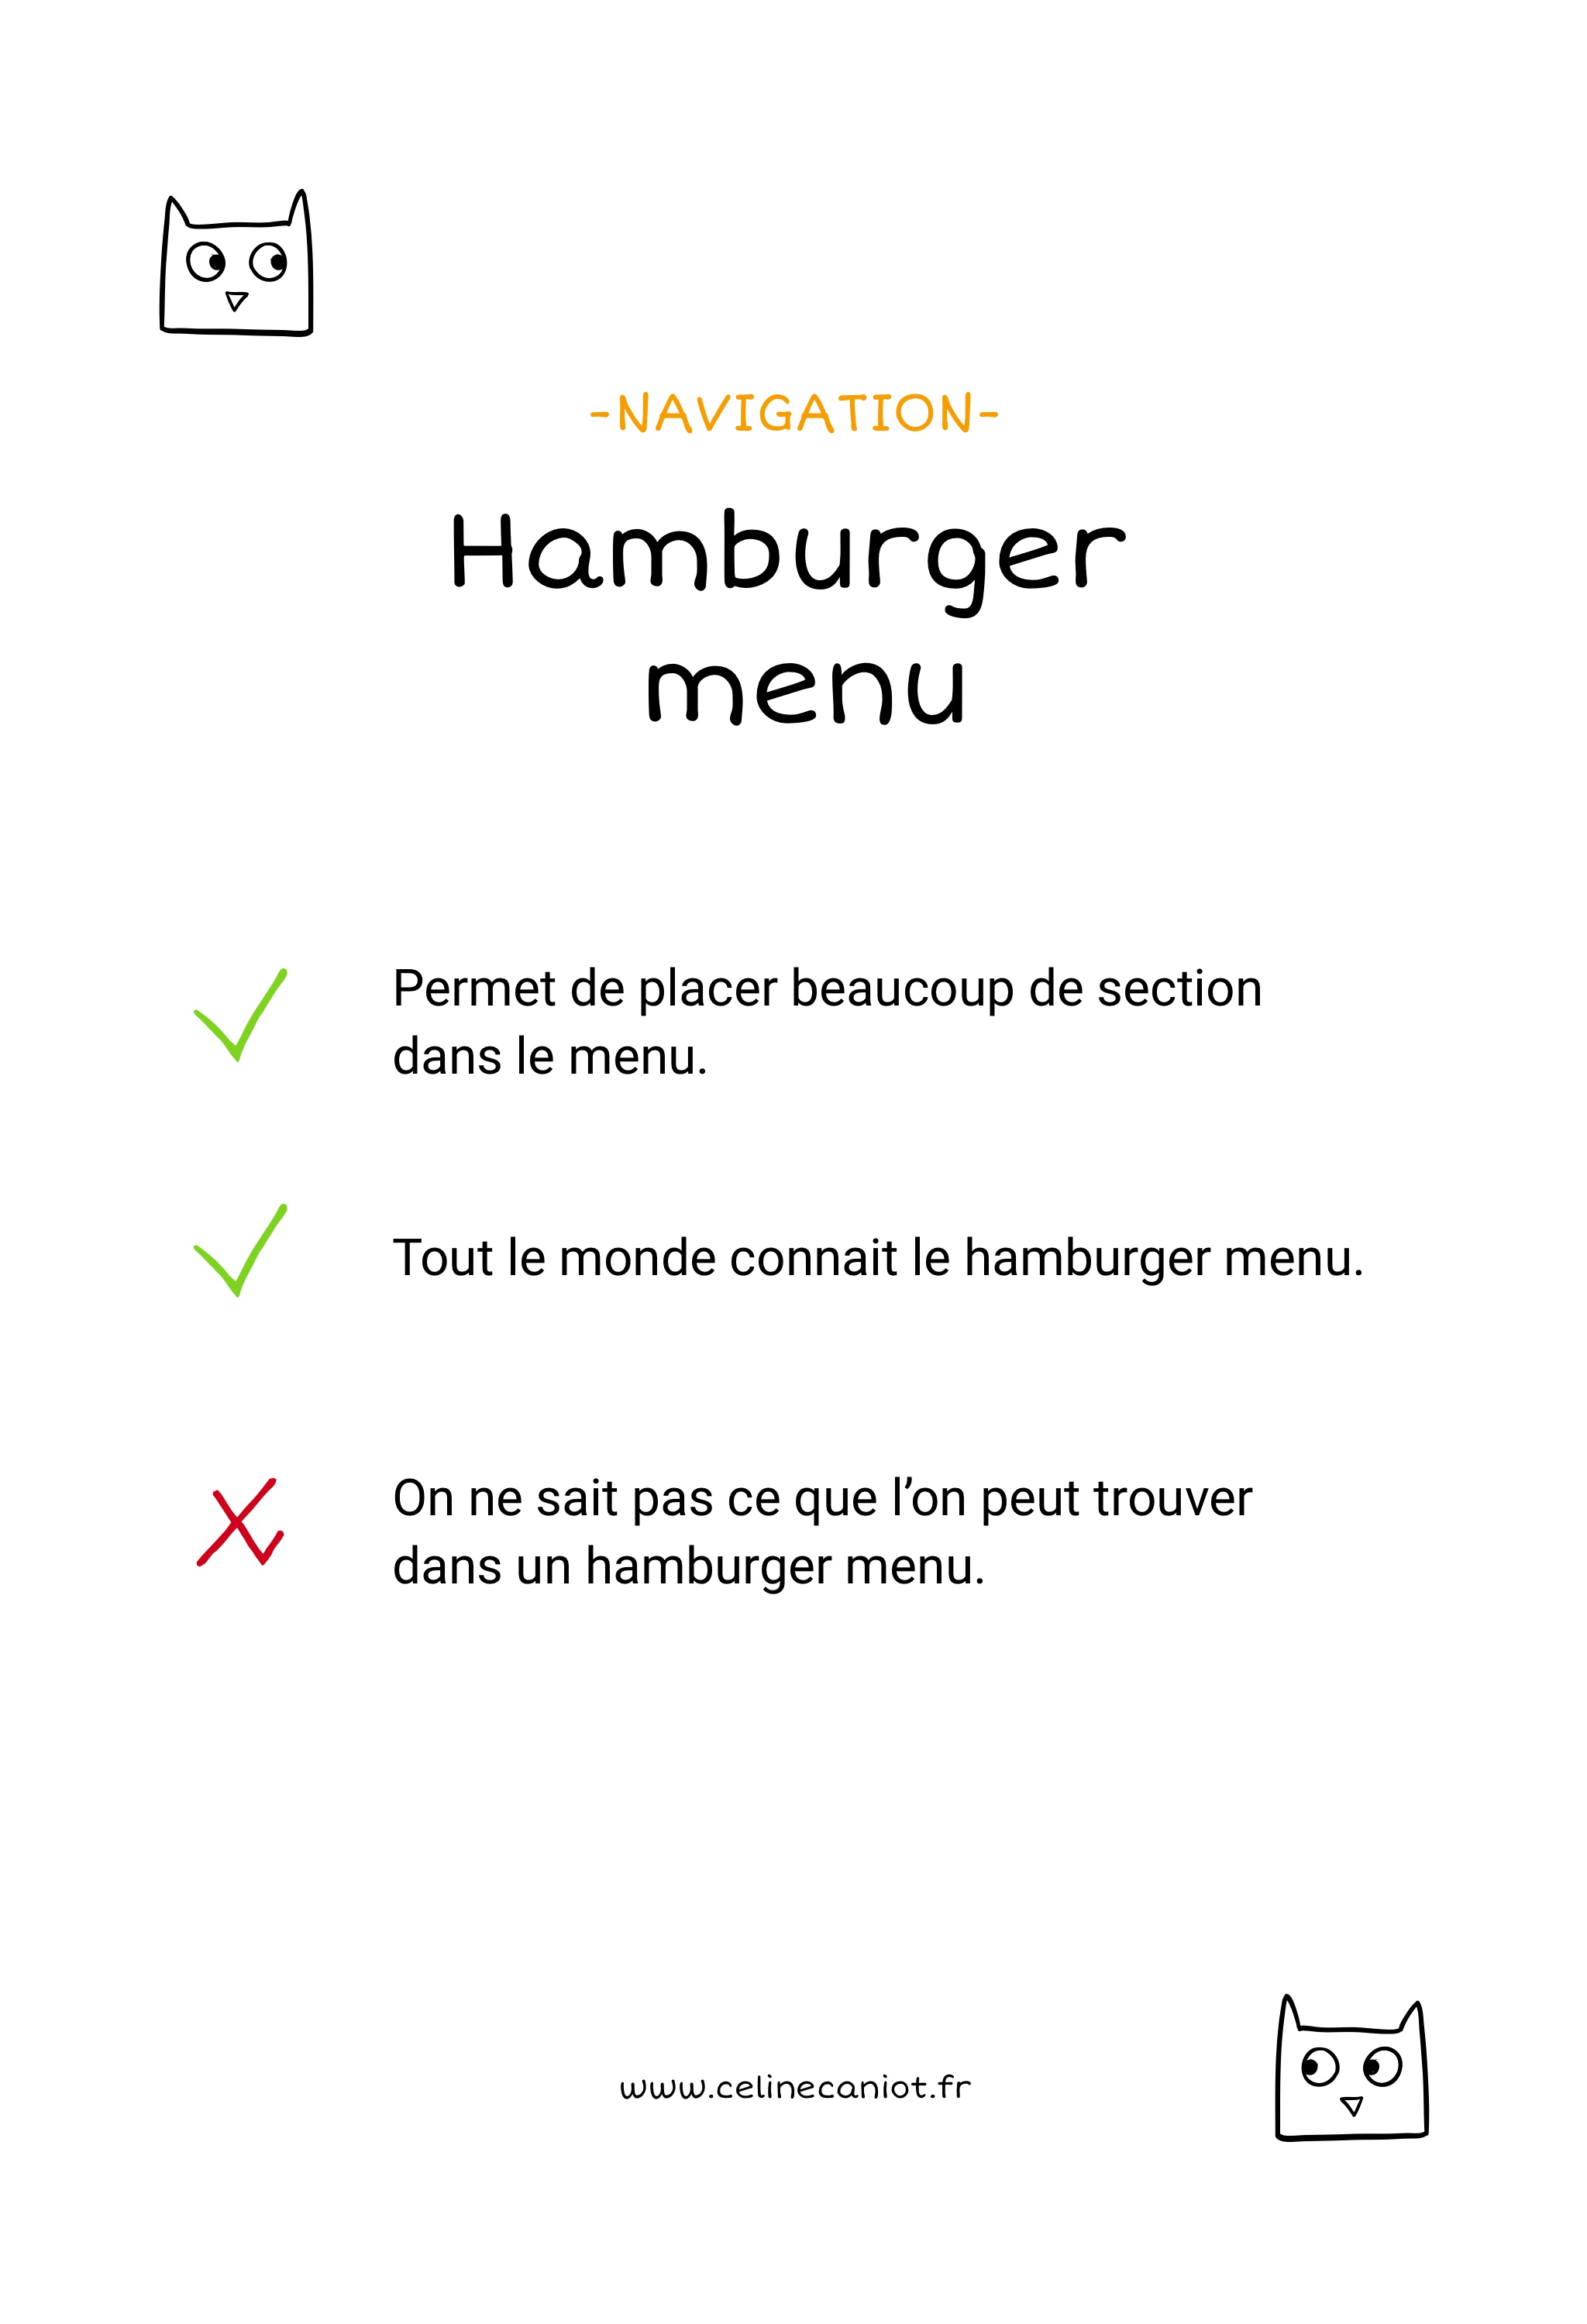 -NAVIGATION-
Hamburger
menu
Permet de placer beaucoup de section
dans le menu.
Tout le monde connait le hamburger menu.
On ne sait pas ce que l'on peut trouver
dans un hamburger menu.
www.celinecaniot.fr